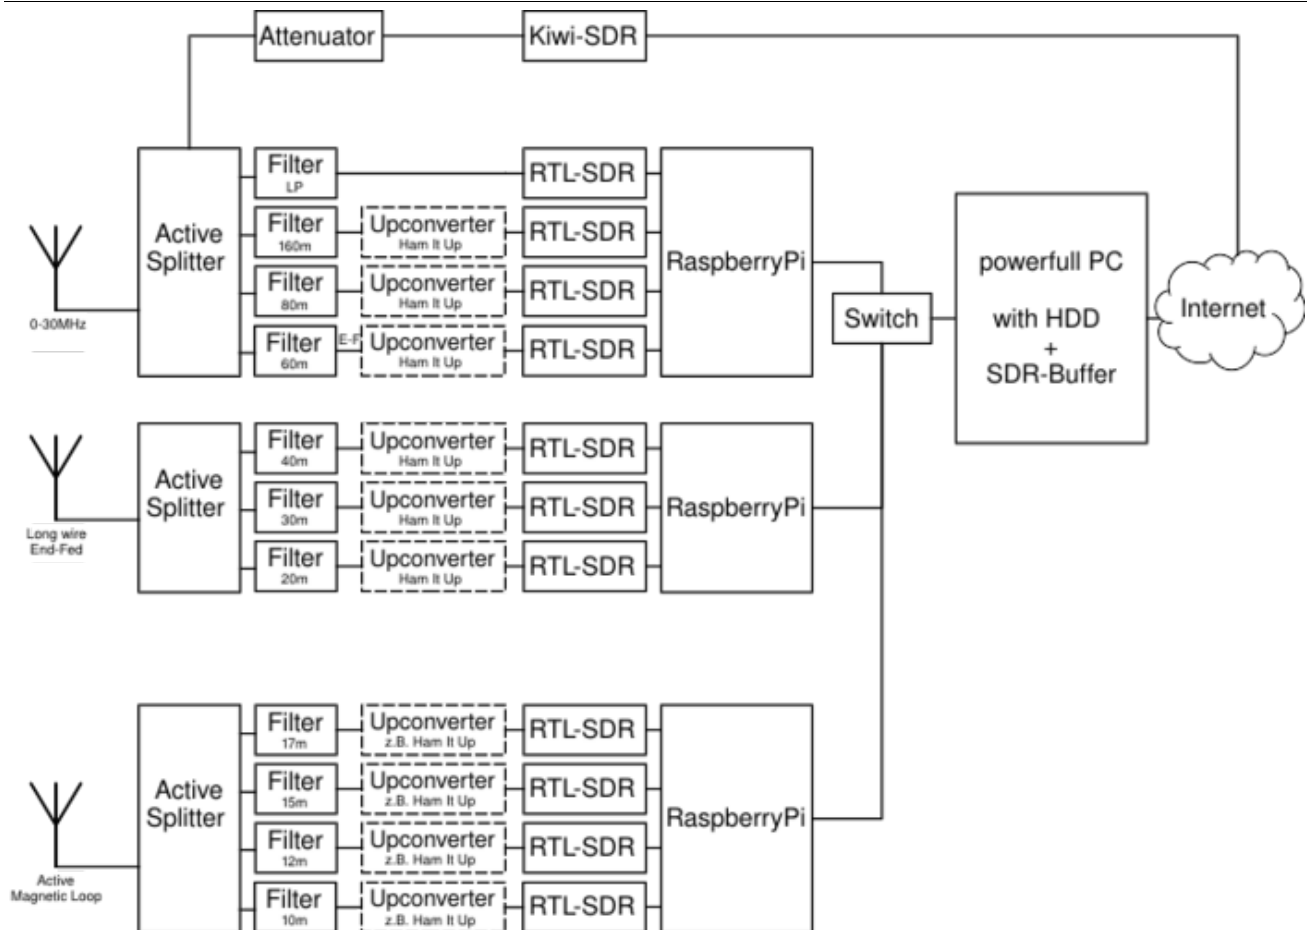 Attenuator
Kiwi-SDR
Filter
LP
RTL-SDR
Filter
160m
Upconverter
Ham It Up
RTL-SDR
Active
Splitter
RaspberryPi
Filter
80m
Upconverter
Ham It Up
RTL-SDR
Filter
60m
E-F
Upconverter
Ham It Up
RTL-SDR
0-30MHz
Switch
powerfull PC
with HDD
+
SDR-Buffer
Internet
Filter
40m
Upconverter
Ham It Up
RTL-SDR
Active
Splitter
Filter
30m
Upconverter
Ham It Up
RTL-SDR
RaspberryPi
Long wire
End-Fed
Filter
20m
Upconverter
Ham It Up
RTL-SDR
Filter
17m
Upconverter
z.B. Ham It Up
RTL-SDR
Active
Splitter
Filter
15m
Upconverter
z.B. Ham It Up
RTL-SDR
RaspberryPi
Filter
12m
Upconverter
z.B. Ham It Up
RTL-SDR
Active
Magnetic Loop
Filter
10m
Upconverter
z.B. Ham It Up
RTL-SDR